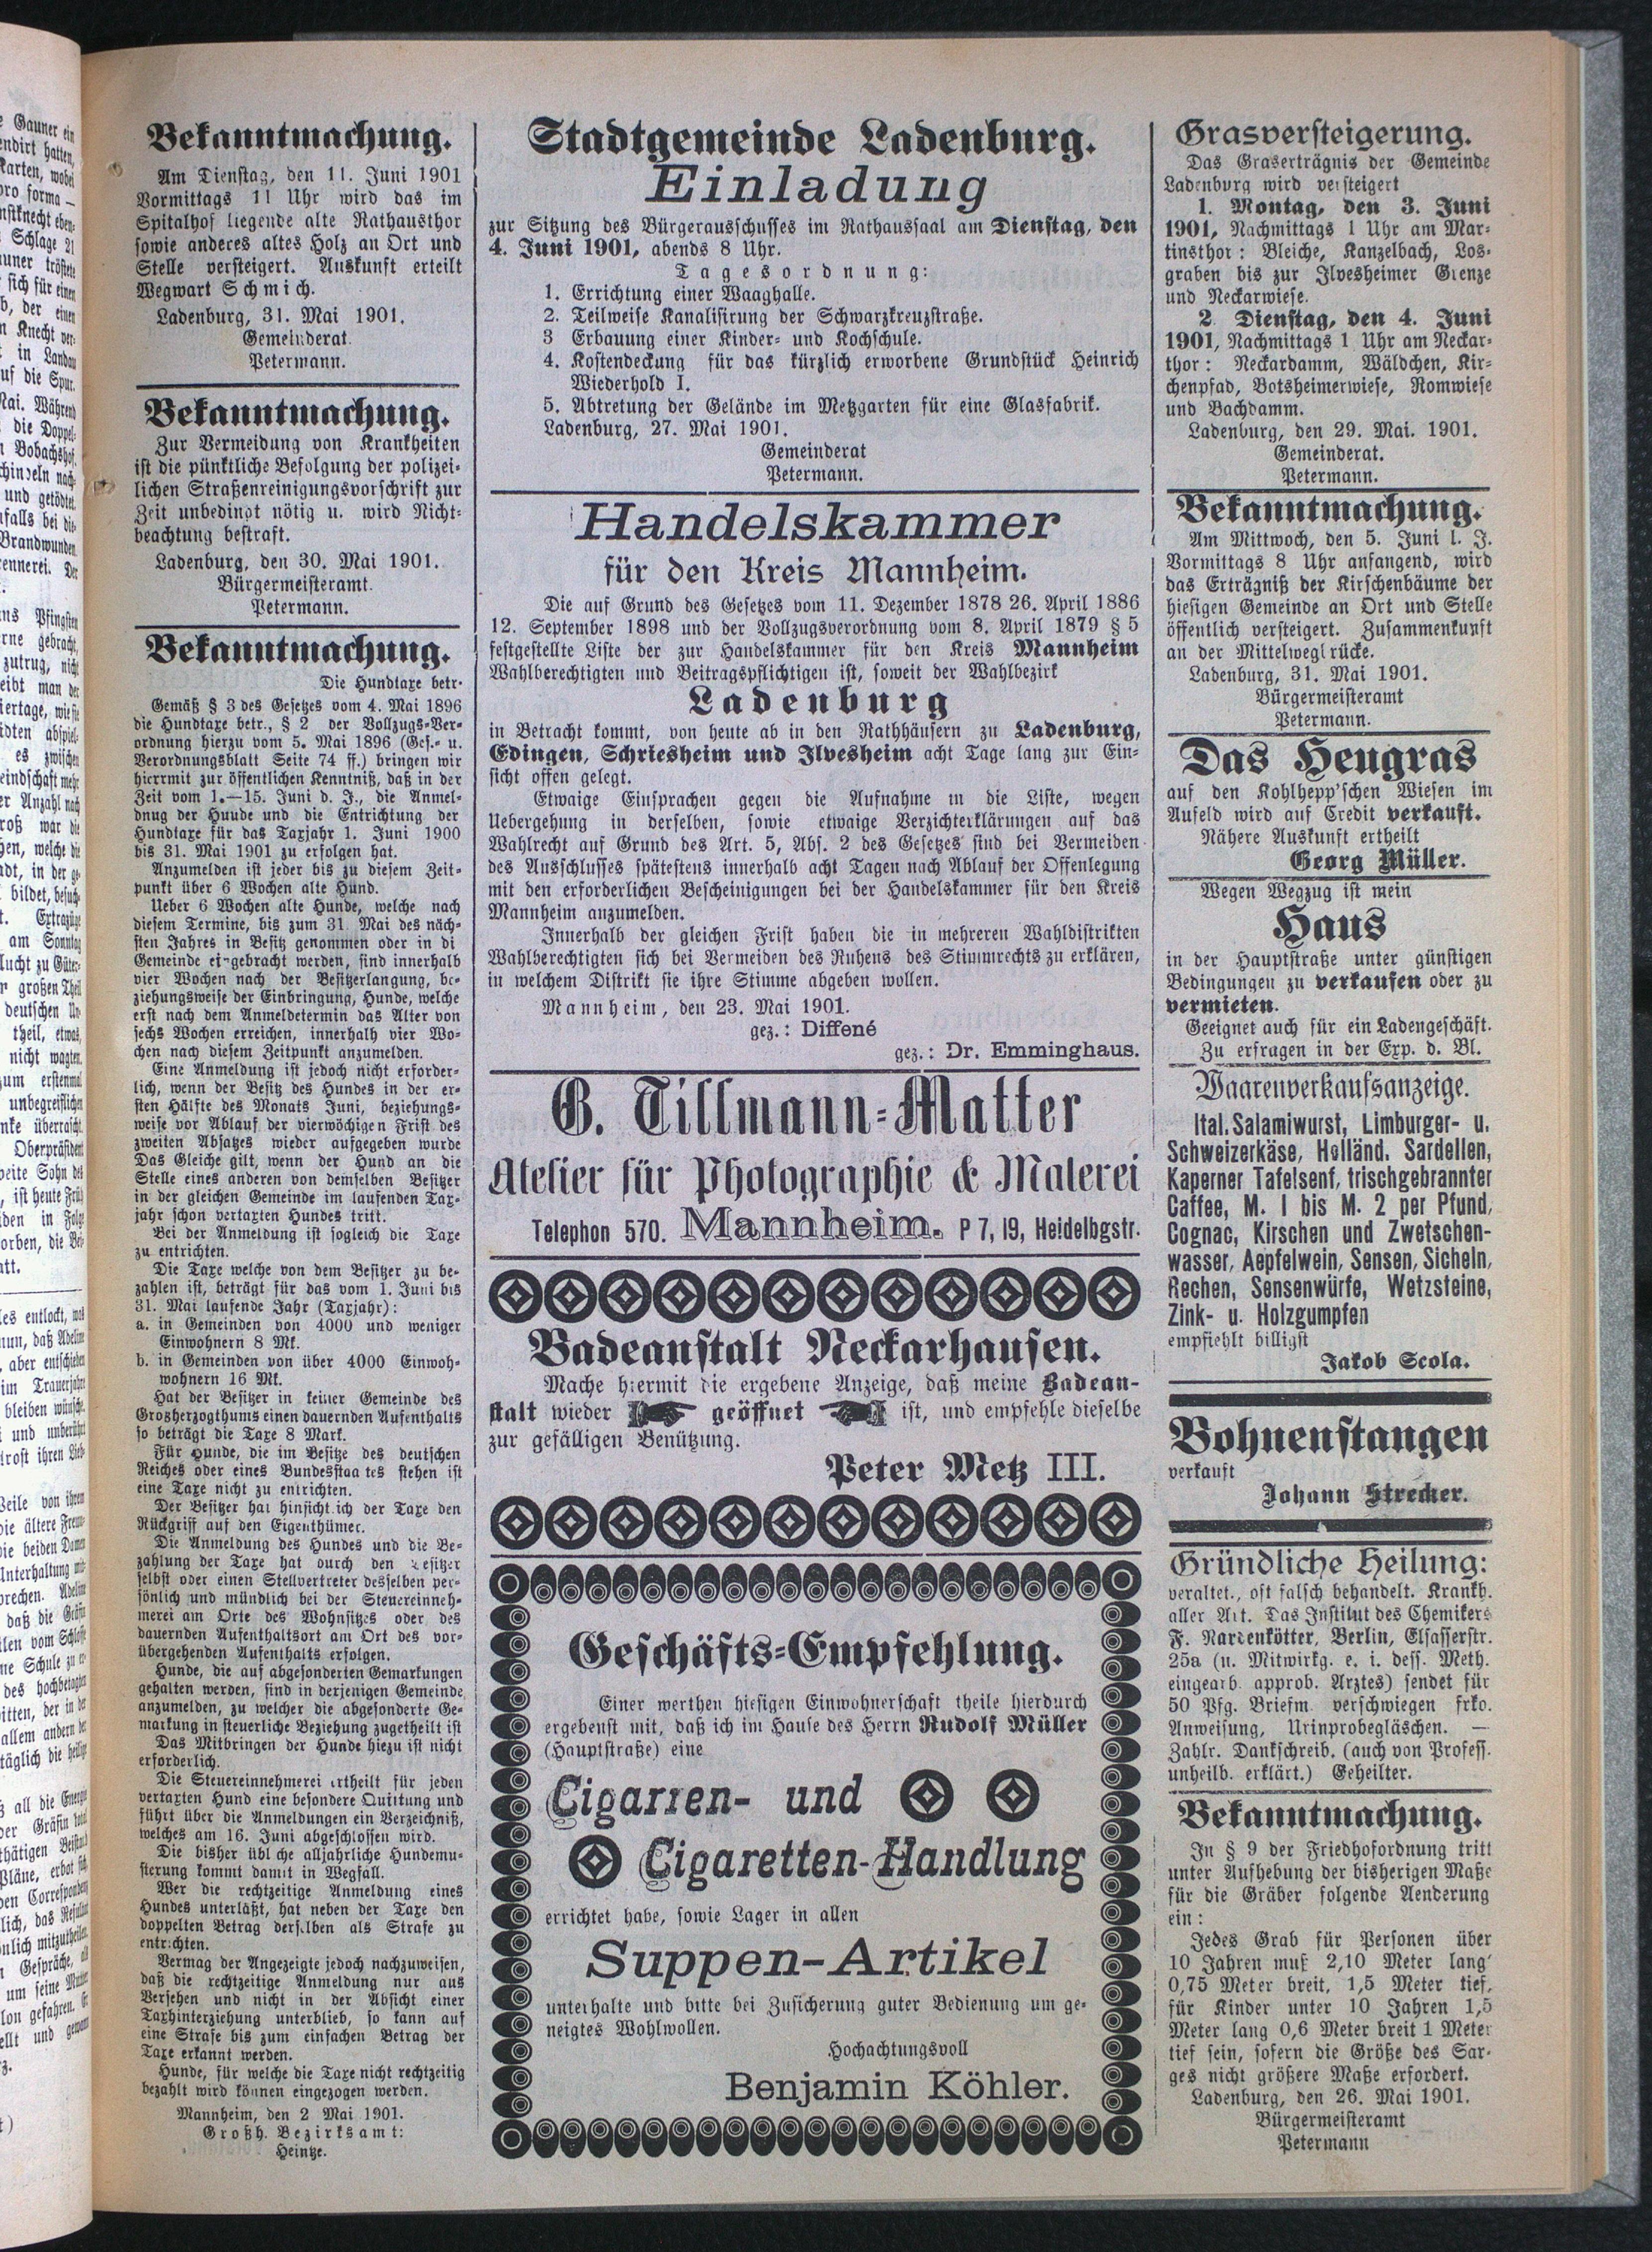 Bekanntmachung.
Am Dienstag, den 11. Juni 1901
Vormittags 11 Uhr wird das im
Spitalhof liegende alte Rathausthor
sowie anderes altes Holz an Ort und
Stelle versteigert. Auskunft erteilt
Wegwart Schmich.
Ladenburg, 31. Mai 1901.
Gemeinderat.
Petermann.
Bekanntmachung.
Zur Vermeidung von Krankheiten
ist die pünktliche Befolgung der polizei-
lichen Straßenreinigungsvorschrift zur
Zeit unbedingt nötig u. wird Nicht-
beachtung bestraft.
Ladenburg, den 30. Mai 1901.
Bürgermeisteramt.
Petermann.
Bekanntmachung.
Die Hundtaxe betr.
Gemäß § 3 des Gesetzes vom 4. Mai 1896
die Hundtaxe betr., § 2 der Vollzugs-Ver-
ordnung hierzu vom 5. Mai 1896 (Ges.- u.
Verordnungsblatt Seite 74 ff.) bringen wir
hierrmit zur öffentlichen Kenntniß, daß in der
Zeit vom 1.—15. Juni d. J., die Anmel-
dnug der Huude und die Entrichtung der
Hundtaxe für das Taxjahr 1. Juni 1900
bis 31. Mai 1901 zu erfolgen hat.
Anzumelden ist jeder bis zu diesem Zeit-
punkt über 6 Wochen alte Hund.
Ueber 6 Wochen alte Hunde, welche nach
diesem Termine, bis zum 31. Mai des näch-
sten Jahres in Besitz genommen oder in di
Gemeinde eingebracht werden, sind innerhalb
vier Wochen nach der Besitzerlangung, be-
ziehungsweise der Einbringung, Hunde, welche
erst nach dem Anmeldetermin das Alter von
sechs Wochen erreichen, innerhalb vier Wo-
chen nach diesem Zeitpunkt anzumelden.
Eine Anmeldung ist jedoch nicht erforder-
lich, wenn der Besitz des Hundes in der er-
sten Hälfte des Monats Juni, beziehungs-
weise vor Ablauf der vierwöchigen Frist des
zweiten Absatzes wieder aufgegeben wurde
Das Gleiche gilt, wenn der Hund an die
Stelle eines anderen von demselben Besitzer
in der gleichen Gemeinde im laufenden Tax-
jahr schon vertaxten Hundes tritt.
Bei der Anmeldung ist sogleich die Taxe
zu entrichten.
Die Taxe welche von dem Besitzer zu be-
zahlen ist, beträgt für das vom 1. Juni bis
31. Mai laufende Jahr (Taxjahr):
a. in Gemeinden von 4000 und weniger
Einwohnern 8 Mk.
b. in Gemeinden von über 4000 Einwoh-
wohnern 16 Mk.
Hat der Besitzer in keiner Gemeinde des
Großherzogthums einen dauernden Aufenthalts
so beträgt die Taxe 8 Mark.
Für Hunde, die im Besitze des deutschen
Reiches oder eines Bundesstaates stehen ist
eine Taxe nicht zu entrichten.
Der Besitzer hat hinsichtlich der Taxe den
Rückgriff auf den Eigenthümer.
Die Anmeldung des Hundes und die Be-
zahlung der Taxe hat durch den Besitzer
selbst oder einen Stellvertreter desselben per-
sönlich und mündlich bei der Steuereinneh-
merei am Orte des Wohnsitzes oder des
dauernden Aufenthaltsort am Ort des vor-
übergehenden Aufenthalts erfolgen.
Hunde, die auf abgesonderten Gemarkungen
gehalten werden, sind in derjenigen Gemeinde
anzumelden, zu welcher die abgesonderte Ge-
markung in steuerliche Beziehung zugetheilt ist
Das Mitbringen der Hunde hiezu ist nicht
erforderlich.
Die Steuereinnehmerei ertheilt für jeden
vertaxten Hund eine besondere Quittung und
führt über die Anmeldungen ein Verzeichniß,
welches am 16. Juni abgeschlossen wird.
Die bisher übliche alljahrliche Hundemu-
sterung kommt damit in Wegfall.
Wer die rechtzeitige Anmeldung eines
Hundes unterläßt, hat neben der Taxe den
doppelten Betrag derselben als Strafe zu
entrichten.
Vermag der Angezeigte jedoch nachzuweisen,
daß die rechtzeitige Anmeldung nur aus
Versehen und nicht in der Absicht einer
Taxhinterziehung unterblieb, so kann auf
eine Strafe bis zum einfachen Betrag der
Taxe erkannt werden.
Hunde, für welche die Taxe nicht rechtzeitig
bezahlt wird können eingezogen werden.
Mannheim, den 2 Mai 1901.
Großh. Bezirksamt:
Heintze.
Stadtgemeinde Ladenburg.
Einladung
zur Sitzung des Bürgerausschusses im Rathaussaal am Dienstag, den
4. Juni 1901, abends 8 Uhr.
Tagesordnung:
1. Errichtung einer Waaghalle.
2. Teilweise Kanalisirung der Schwarzkreuzstraße.
3 Erbauung einer Kinder- und Kochschule.
4. Kostendeckung für das kürzlich erworbene Grundstück Heinrich
Wiederhold I.
5. Abtretung der Gelände im Metzgarten für eine Glasfabrik.
Ladenburg, 27. Mai 1901.
Gemeinderat
Petermann.
Handelskammer
für den Kreis Mannheim.
Die auf Grund des Gesetzes vom 11. Dezember 1878 26. April 1886
12. September 1898 und der Vollzugsverordnung vom 8. April 1879 § 5
festgestellte Liste der zur Handelskammer für den Kreis Mannheim
Wahlberechtigten und Beitragspflichtigen ist, soweit der Wahlbezirk
Ladenburg
in Betracht kommt, von heute ab in den Rathhäusern zu Ladenburg,
Edingen, Schriesheim und Ilvesheim acht Tage lang zur Ein-
sicht offen gelegt.
Etwaige Einsprachen gegen die Aufnahme in die Liste, wegen
Uebergehung in derselben, sowie etwaige Verzichterklärungen auf das
Wahlrecht auf Grund des Art. 5, Abs. 2 des Gesetzes sind bei Vermeiden
des Ausschlusses spätestens innerhalb acht Tagen nach Ablauf der Offenlegung
mit den erforderlichen Bescheinigungen bei der Handelskammer für den Kreis
Mannheim anzumelden.
Innerhalb der gleichen Frist haben die in mehreren Wahldistrikten
Wahlberechtigten sich bei Vermeiden des Ruhens des Stimmrechts zu erklären,
in welchem Distrikt sie ihre Stimme abgeben wollen.
Mannheim, den 23. Mai 1901.
gez.: Diffené
gez.: Dr. Emminghaus.
G. Tillmann-Matter
Atelier für Photographie & Malerei
Telephon 570. Mannheim. P 7, 19, Heidelbgstr.
Badeanstalt Neckarhausen.
Mache hiermit die ergebene Anzeige, daß meine Badean-
stalt wieder geöffnet ist, und empfehle dieselbe
zur gefälligen Benützung.
Peter Metz III.
Geschäfts-Empfehlung.
Einer werthen hiesigen Einwohnerschaft theile hierdurch
ergebenst mit, daß ich im Hause des Herrn Rudolf Müller
(Hauptstraße) eine
Cigarren- und
Cigaretten-Handlung
errichtet habe, sowie Lager in allen
Suppen-Artikel
unterhalte und bitte bei Zusicherung guter Bedienung um ge-
neigtes Wohlwollen.
Hochachtungsvoll
Benjamin Köhler.
Grasversteigerung.
Das Graserträgnis der Gemeinde
Ladenburg wird versteigert
1. Montag, den 3. Juni
1901, Nachmittags 1 Uhr am Mar-
tinsthor: Bleiche, Kanzelbach, Los-
graben bis zur Ilvesheimer Grenze
und Neckarwiese.
2. Dienstag, den 4. Juni
1901, Nachmittags 1 Uhr am Neckar-
thor: Neckardamm, Wäldchen, Kir-
chenpfad, Botsheimerwiese, Romwiese
und Bachdamm.
Ladenburg, den 29. Mai. 1901.
Gemeinderat.
Petermann.
Bekanntmachung.
Am Mittwoch, den 5. Juni l. J.
Vormittags 8 Uhr anfangend, wird
das Erträgniß der Kirschenbäume der
hiesigen Gemeinde an Ort und Stelle
öffentlich versteigert. Zusammenkunft
an der Mittelwegbrücke.
Ladenburg, 31. Mai 1901.
Bürgermeisteramt
Petermann.
Das Heugras
auf den Kohlhepp'schen Wiesen im
Aufeld wird auf Credit verkauft.
Nähere Auskunft ertheilt
Georg Müller.
Wegen Wegzug ist mein
Haus
in der Hauptstraße unter günstigen
Bedingungen zu verkaufen oder zu
vermieten.
Geeignet auch für ein Ladengeschäft.
Zu erfragen in der Exp. d. Bl.
Waarenverkaufsanzeige.
Ital. Salamiwurst, Limburger- u.
Schweizerkäse, Holländ. Sardellen,
Kaperner Tafelsenf, trischgebrannter
Caffee, M. 1 bis M. 2 per Pfund,
Cognac, Kirschen und Zwetschen-
wasser, Aepfelwein, Sensen, Sicheln,
Rechen, Sensenwürfe, Wetzsteine,
Zink- u. Holzgumpfen
empfiehlt billigst
Jakob Scola.
Bohnenstangen
verkauft
Johann Strecker.
Gründliche Heilung:
veraltet., oft falsch behandelt. Krankh.
aller Art. Das Institut des Chemikers
F. Nardenkötter, Berlin, Elsasserstr.
25a (u. Mitwirkg. e. i. dess. Meth.
eingearb. approb. Arztes) sendet für
50 Pfg. Briefm. verschwiegen frko.
Anweisung, Urinprobegläschen. —
Zahlr. Dankschreib. (auch von Profess.
unheilb. erklärt.) Geheilter.
Bekanntmachung.
In § 9 der Friedhofordnung tritt
unter Aufhebung der bisherigen Maße
für die Gräber folgende Aenderung
ein:
Jedes Grab für Personen über
10 Jahren muß 2,10 Meter lang
0,75 Meter breit, 1,5 Meter tief,
für Kinder unter 10 Jahren 1,5
Meter lang 0,6 Meter breit 1 Meter
tief sein, sofern die Größe des Sar-
ges nicht größere Maße erfordert.
Ladenburg, den 26. Mai 1901.
Bürgermeisteramt
Petermann